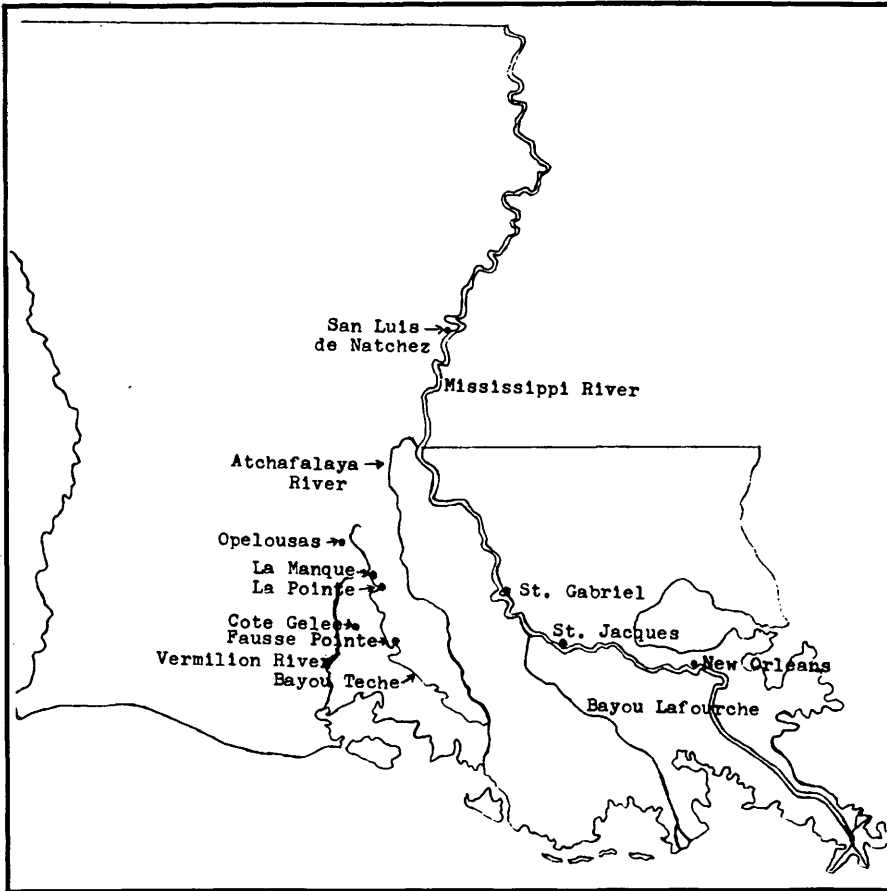 San Luis
de Natchez
Mississippi River
Atchafalaya
River
Opelousas
La Manque
La Pointe
St. Gabriel
Cote Gelee
Fausse Pointe
St. Jacques
Vermilion River
New Orleans
Bayou Teche
Bayou Lafourche